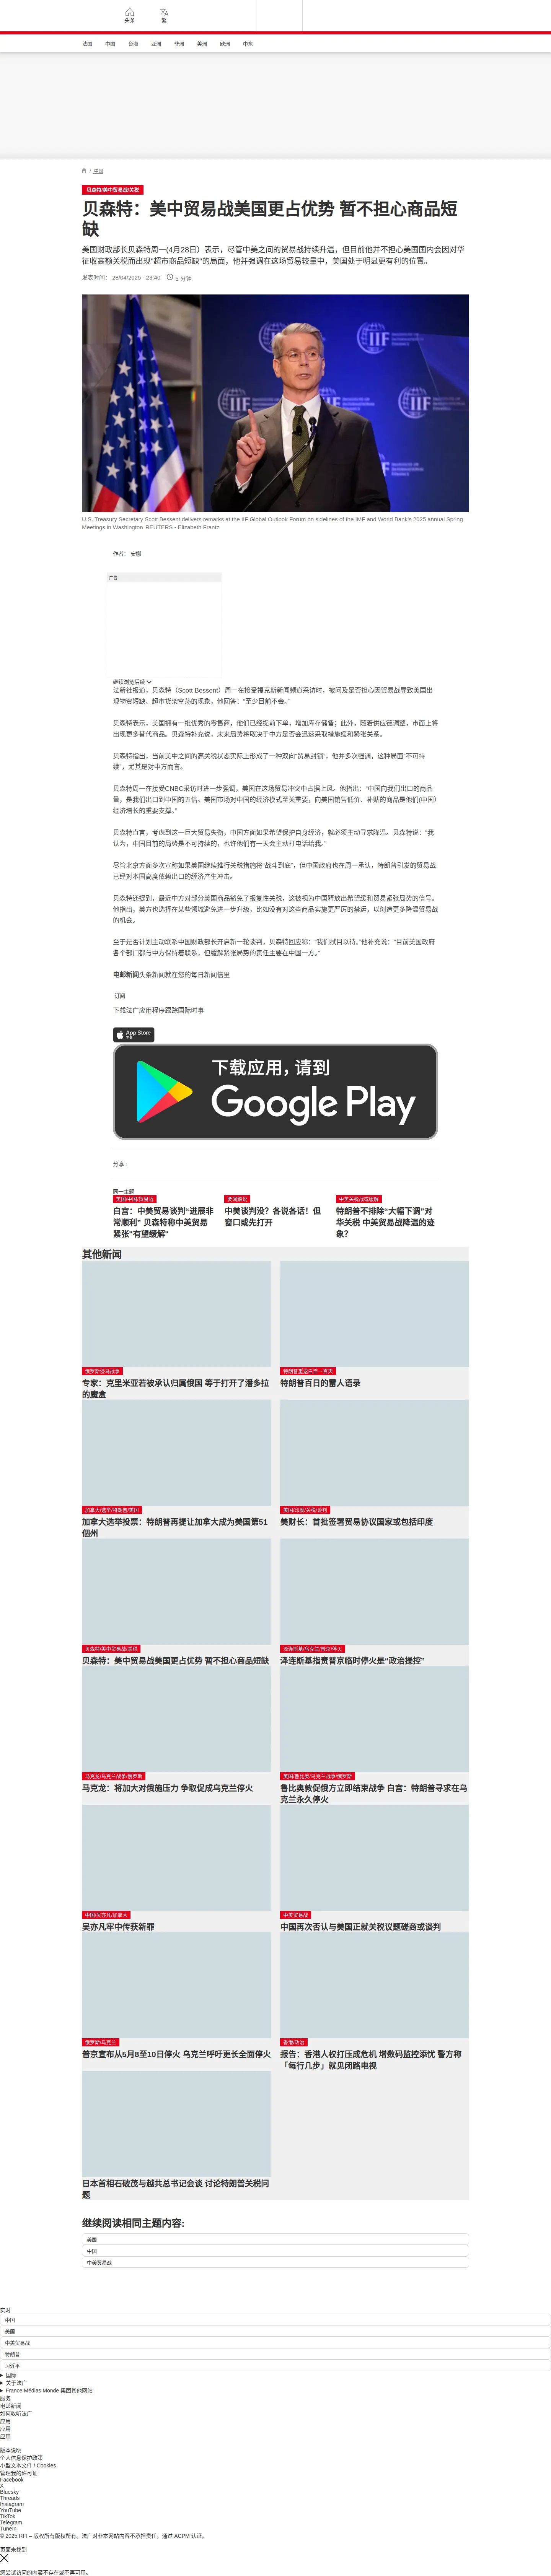 头条
繁
法国
中国
台海
亚洲
非洲
美洲
欧洲
中东
/ 中国
贝森特/美中贸易战/关税
贝森特：美中贸易战美国更占优势 暂不担心商品短
缺
美国财政部长贝森特周一(4月28日）表示，尽管中美之间的贸易战持续升温，但目前他并不担心美国国内会因对华
征收高额关税而出现“超市商品短缺”的局面，他并强调在这场贸易较量中，美国处于明显更有利的位置。
发表时间： 28/04/2025 - 23:40
5 分钟
IIF
U.S. Treasury Secretary Scott Bessent delivers remarks at the IIF Global Outlook Forum on sidelines of the IMF and World Bank's 2025 annual Spring
Meetings in Washington REUTERS - Elizabeth Frantz
作者： 安娜
广告
继续浏览后续
法新社报道，贝森特（Scott Bessent）周一在接受福克斯新闻频道采访时，被问及是否担心因贸易战导致美国出
现物资短缺、超市货架空荡的现象，他回答：“至少目前不会。”
贝森特表示，美国拥有一批优秀的零售商，他们已经提前下单，增加库存储备；此外，随着供应链调整，市面上将
出现更多替代商品。贝森特补充说，未来局势将取决于中方是否会迅速采取措施缓和紧张关系。
贝森特指出，当前美中之间的高关税状态实际上形成了一种双向“贸易封锁”，他并多次强调，这种局面“不可持
续”，尤其是对中方而言。
贝森特周一在接受CNBC采访时进一步强调，美国在这场贸易冲突中占据上风。他指出：“中国向我们出口的商品
量，是我们出口到中国的五倍。美国市场对中国的经济模式至关重要，向美国销售低价、补贴的商品是他们(中国）
经济增长的重要支撑。”
贝森特直言，考虑到这一巨大贸易失衡，中国方面如果希望保护自身经济，就必须主动寻求降温。贝森特说：“我
认为，中国目前的局势是不可持续的，也许他们有一天会主动打电话给我。”
尽管北京方面多次宣称如果美国继续推行关税措施将“战斗到底”，但中国政府也在周一承认，特朗普引发的贸易战
已经对本国高度依赖出口的经济产生冲击。
贝森特还提到，最近中方对部分美国商品豁免了报复性关税，这被视为中国释放出希望缓和贸易紧张局势的信号。
他指出，美方也选择在某些领域避免进一步升级，比如没有对这些商品实施更严厉的禁运，以创造更多降温贸易战
的机会。
至于是否计划主动联系中国财政部长开启新一轮谈判，贝森特回应称：“我们拭目以待。”他补充说：“目前美国政府
各个部门都与中方保持着联系，但缓解紧张局势的责任主要在中国一方。”
电邮新闻头条新闻就在您的每日新闻信里
订阅
下载法广应用程序跟踪国际时事
App Store
下载
下载应用，请到
Google Play
分享 :
同一主题
美国/中国/贸易战
白宫：中美贸易谈判“进展非
常顺利” 贝森特称中美贸易
紧张“有望缓解”
要闻解说
中美谈判没？各说各话！但
窗口或先打开
中美关税战或缓解
特朗普不排除“大幅下调”对
华关税 中美贸易战降温的迹
象？
其他新闻
俄罗斯侵乌战争
专家：克里米亚若被承认归属俄国 等于打开了潘多拉
的魔盒
特朗普重返白宫一百天
特朗普百日的雷人语录
加拿大/选举/特朗普/美国
加拿大选举投票：特朗普再提让加拿大成为美国第51
個州
美国/印度/关税/谈判
美财长：首批签署贸易协议国家或包括印度
贝森特/美中贸易战/关税
贝森特：美中贸易战美国更占优势 暂不担心商品短缺
泽连斯基/乌克兰/普京/停火
泽连斯基指责普京临时停火是“政治操控”
马克龙/乌克兰战争/俄罗斯
马克龙：将加大对俄施压力 争取促成乌克兰停火
美国/鲁比奥/乌克兰战争/俄罗斯
鲁比奥敦促俄方立即结束战争 白宫：特朗普寻求在乌
克兰永久停火
中国/吴亦凡/加拿大
吴亦凡牢中传获新罪
中美贸易战
中国再次否认与美国正就关税议题磋商或谈判
俄罗斯/乌克兰
普京宣布从5月8至10日停火 乌克兰呼吁更长全面停火
香港/政治
报告：香港人权打压成危机 增数码监控添忧 警方称
「每行几步」就见闭路电视
日本首相石破茂与越共总书记会谈 讨论特朗普关税问
题
继续阅读相同主题内容:
美国
中国
中美贸易战
实时
中国
美国
中美贸易战
特朗普
习近平
国际
关于法广
France Médias Monde 集团其他网站
服务
电邮新闻
如何收听法广
应用
应用
应用
版本说明
个人信息保护政策
小型文本文件 / Cookies
管理我的许可证
Facebook
X
Bluesky
Threads
Instagram
YouTube
TikTok
Telegram
TuneIn
© 2025 RFI – 版权所有版权所有。法广对非本网站内容不承担责任。通过 ACPM 认证。
页面未找到
您尝试访问的内容不存在或不再可用。